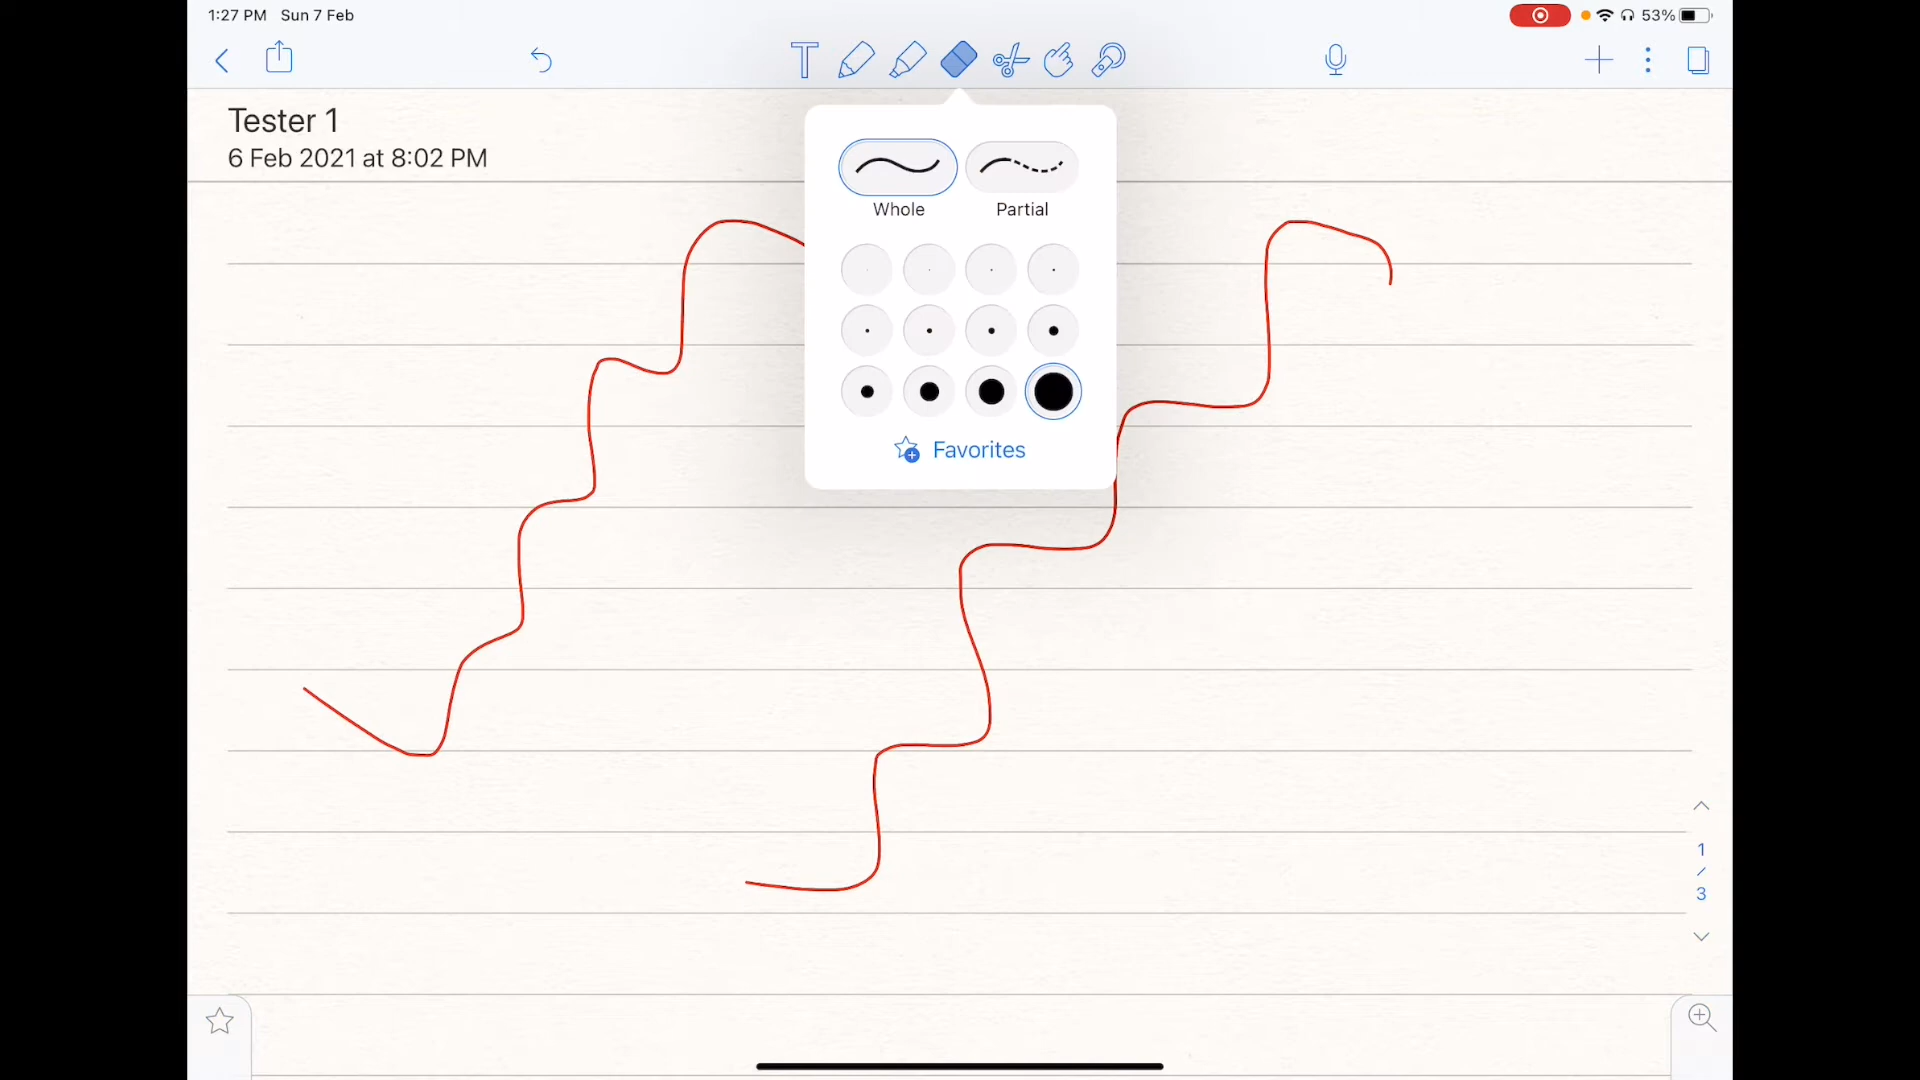 1:27 PM Sun 7 Feb
53%
Tester 1
6 Feb 2021 at 8:02 PM
Whole Partial
Favorites
1
/
3